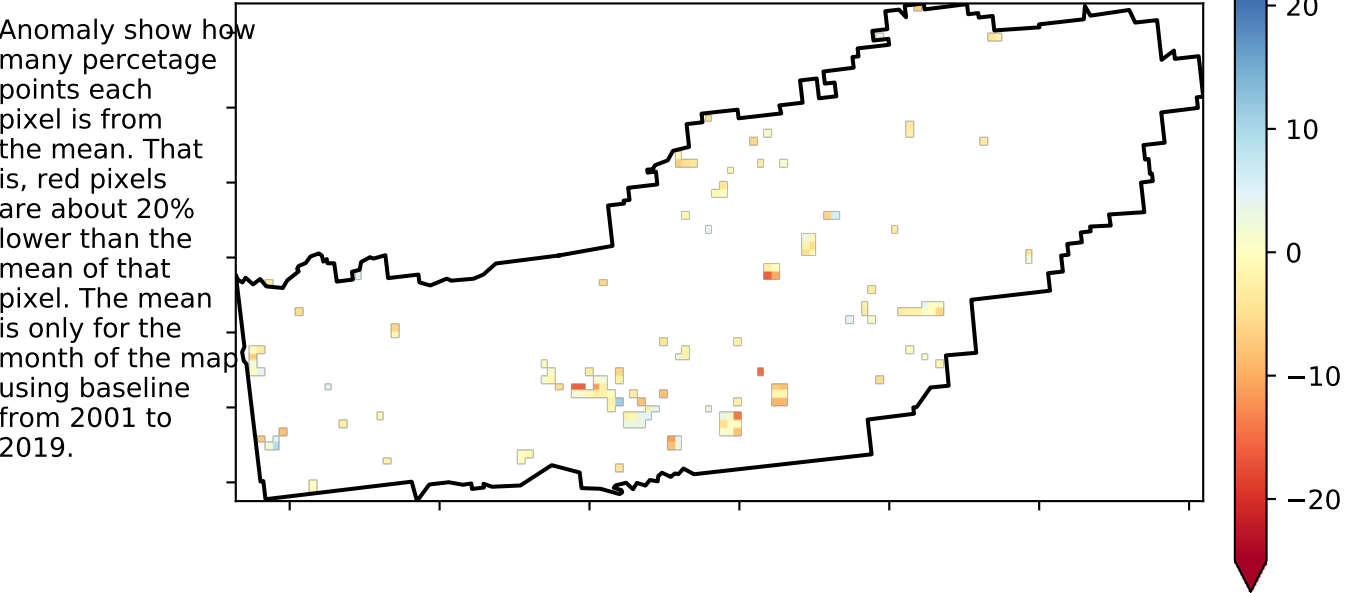 Anomaly show how
many percetage
points each
pixel is from
the mean. That
is, red pixels
are about 20%
lower than the
mean of that
pixel. The mean
is only for the
month of the map
using baseline
from 2001 to
2019.
20
10
0
−10
−20